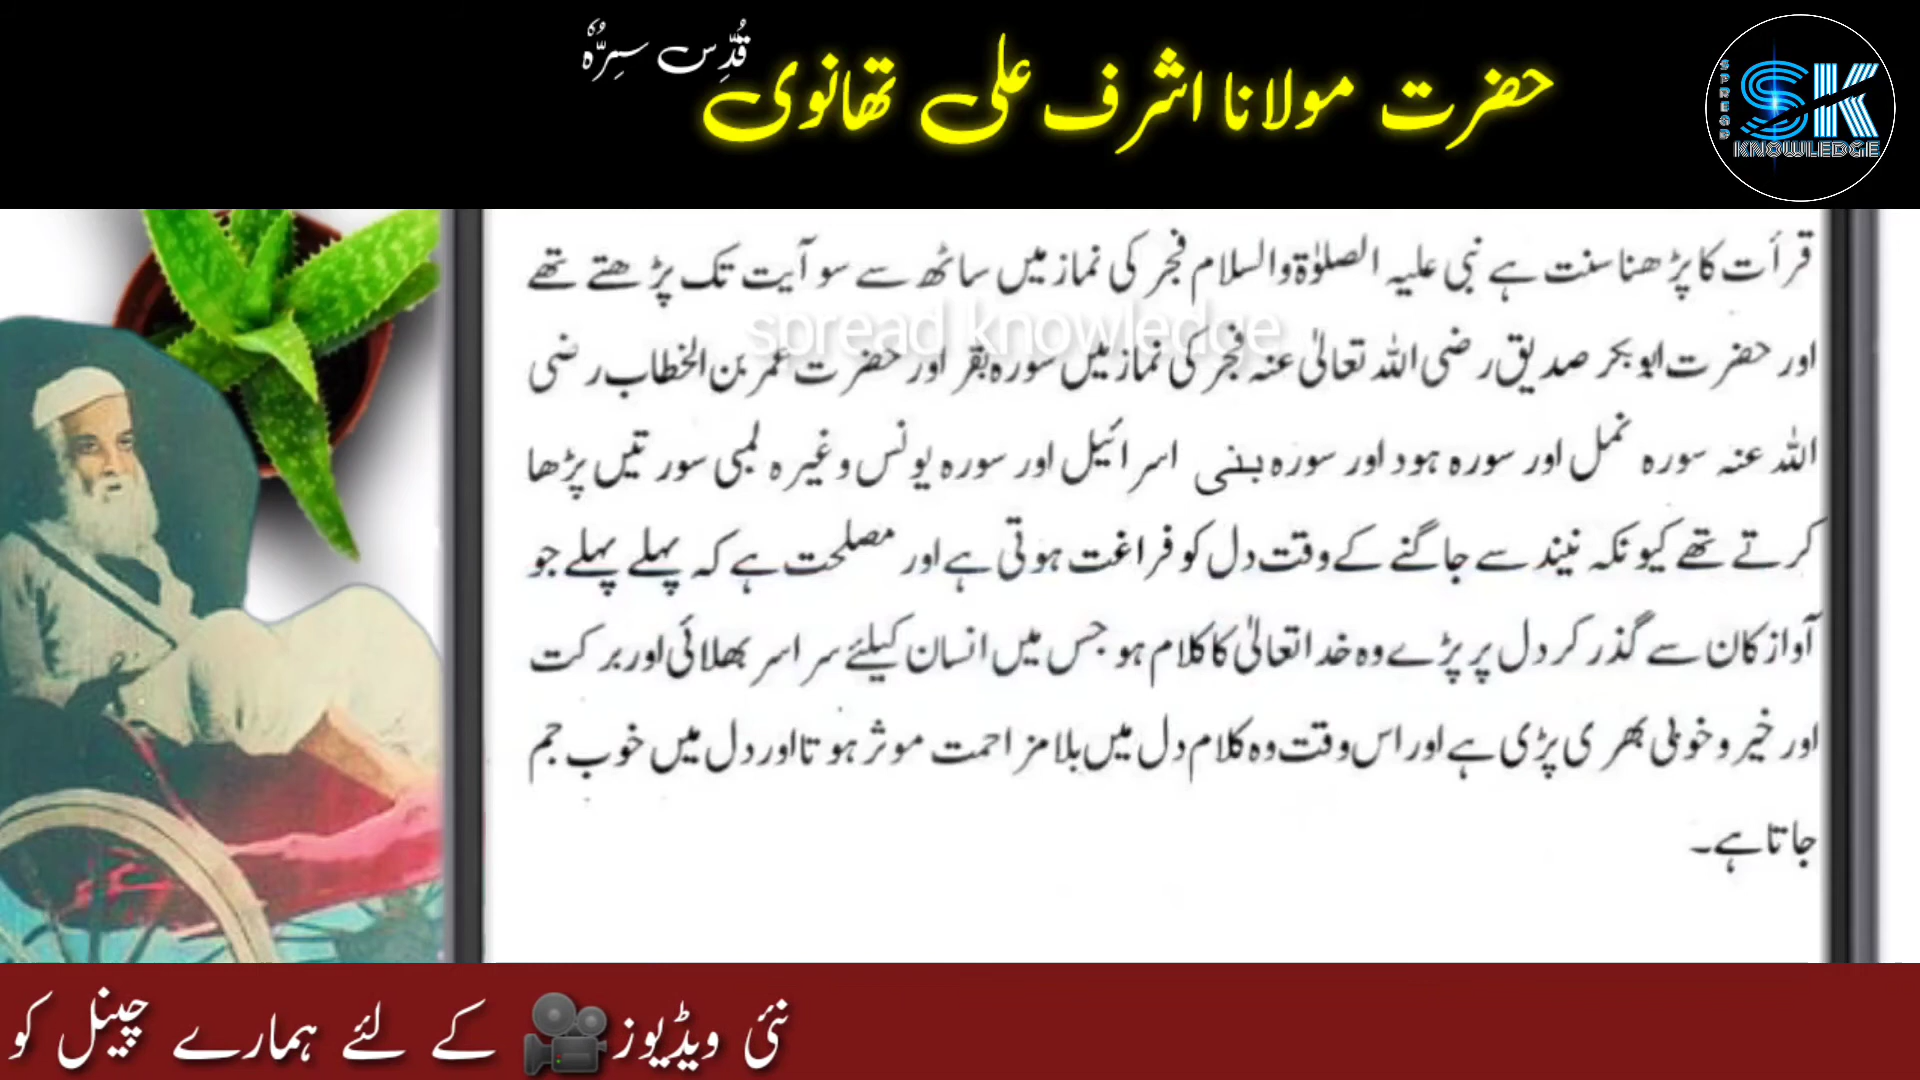 حضرت مولانا اشرف علی تھانوی قُدِّس سِرُّہٗ
SPREAD
SK
KNOWLEDGE
قرأت کا پڑھنا سنت ہے نبی علیہ الصلوٰۃ والسلام فجر کی نماز میں ساٹھ سے سو آیت تک پڑھتے تھے
spread knowledge
اور حضرت ابو بکر صدیق رضی اللہ تعالیٰ عنہ فجر کی نماز میں سورہ بقر اور حضرت عمر بن الخطاب رضی
اللہ عنہ سورہ نمل اور سورہ ہود اور سورہ بنی اسرائیل اور سورہ یونس وغیرہ لمبی سورتیں پڑھا
کرتے تھے کیونکہ نیند سے جاگنے کے وقت دل کو فراغت ہوتی ہے اور مصلحت ہے کہ پہلے پہلے جو
آواز کان سے گذر کر دل پر پڑے وہ خدا تعالیٰ کا کلام ہو جس میں انسان کیلئے سراسر بھلائی اور برکت
اور خیر و خوبی بھری پڑی ہے اور اس وقت وہ کلام دل میں بلا مزاحمت موثر ہوتا اور دل میں خوب جم
جاتا ہے۔
نئی ویڈیوز🎥 کے لئے ہمارے چینل کو